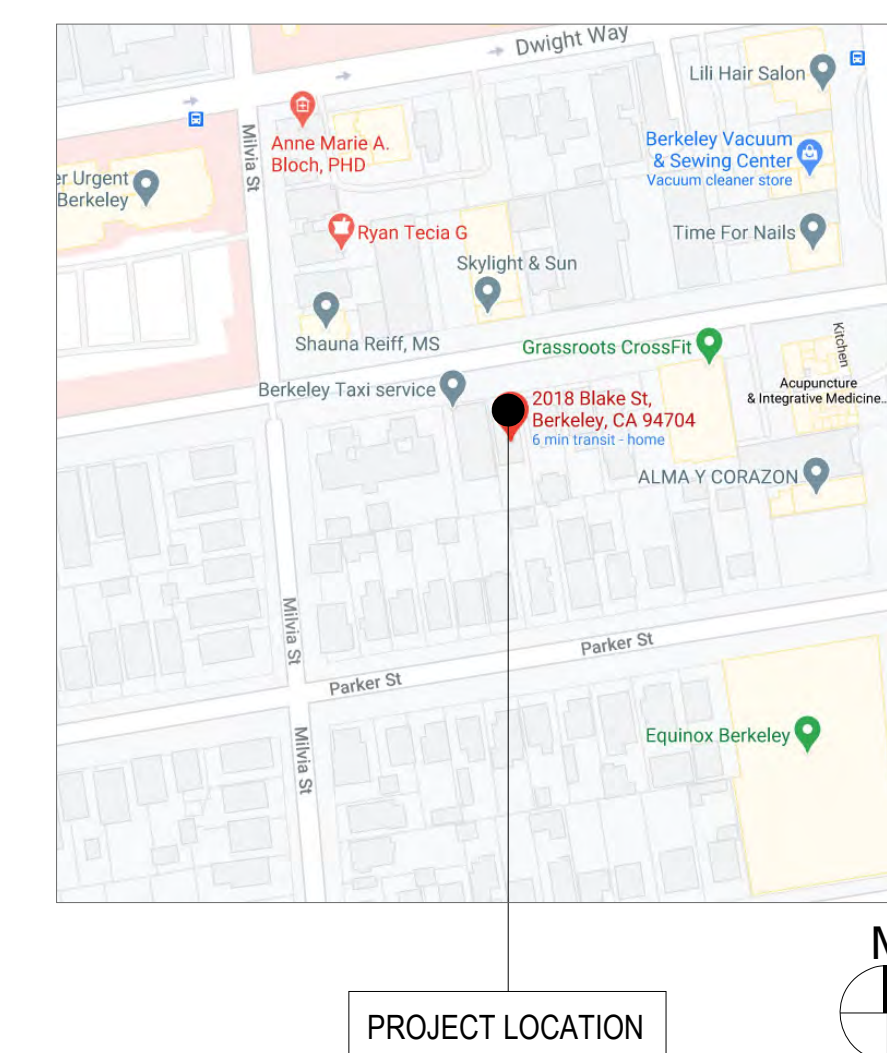 Dwight Way
Lili Hair Salon
Milvia St
Anne Marie A.
Bloch, PHD
Berkeley Vacuum
& Sewing Center
Vacuum cleaner store
er Urgent
Berkeley
Ryan Tecia G
Time For Nails
Skylight & Sun
Shauna Reiff, MS
Grassroots CrossFit
Kitchen
Berkeley Taxi service
Acupuncture
& Integrative Medicine..
2018 Blake St,
Berkeley, CA 94704
6 min transit - home
ALMA Y CORAZON
Milvia St
Parker St
Parker St
Milvia St
Equinox Berkeley
N
PROJECT LOCATION